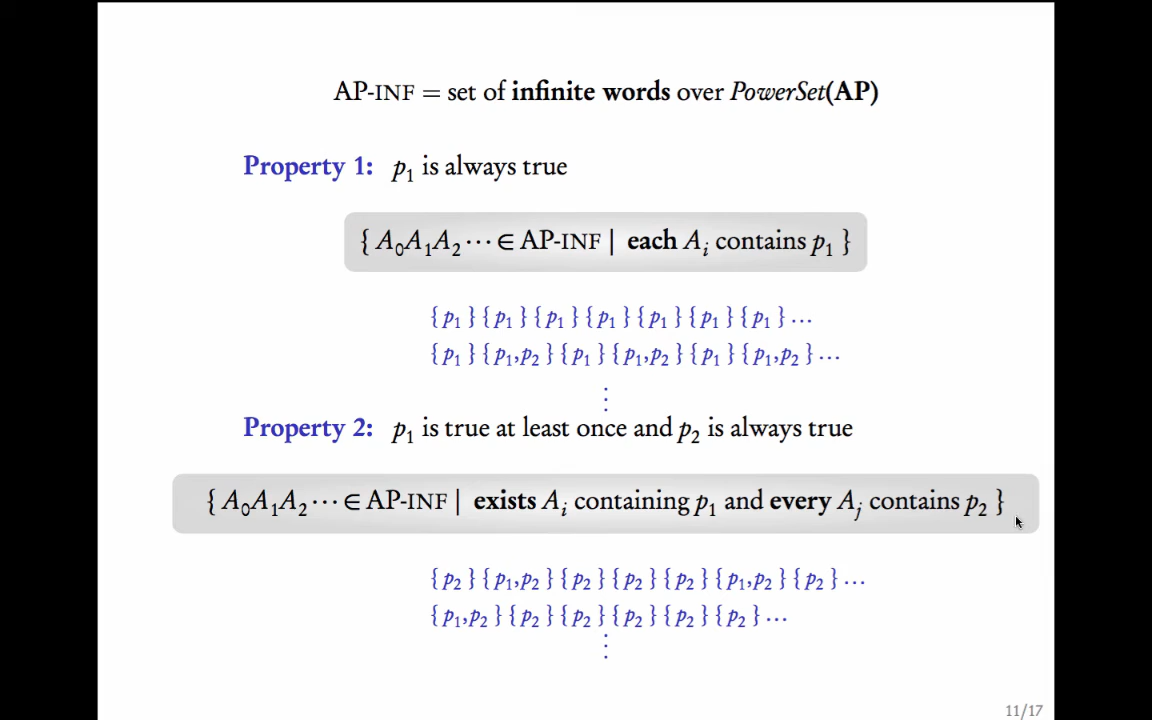 AP-INF = set of infinite words over PowerSet(AP)
Property 1: p₁ is always true
{ A₀A₁A₂ ⋯ ∈ AP-INF | each Aᵢ contains p₁ }
{ p₁ } { p₁ } { p₁ } { p₁ } { p₁ } { p₁ } { p₁ } ...
{ p₁ } { p₁,p₂ } { p₁ } { p₁,p₂ } { p₁ } { p₁,p₂ } ...
⋮
Property 2: p₁ is true at least once and p₂ is always true
{ A₀A₁A₂ ⋯ ∈ AP-INF | exists Aᵢ containing p₁ and every Aⱼ contains p₂ }
{ p₂ } { p₁,p₂ } { p₂ } { p₂ } { p₂ } { p₁,p₂ } { p₂ } ...
{ p₁,p₂ } { p₂ } { p₂ } { p₂ } { p₂ } { p₂ } ...
⋮
11/17